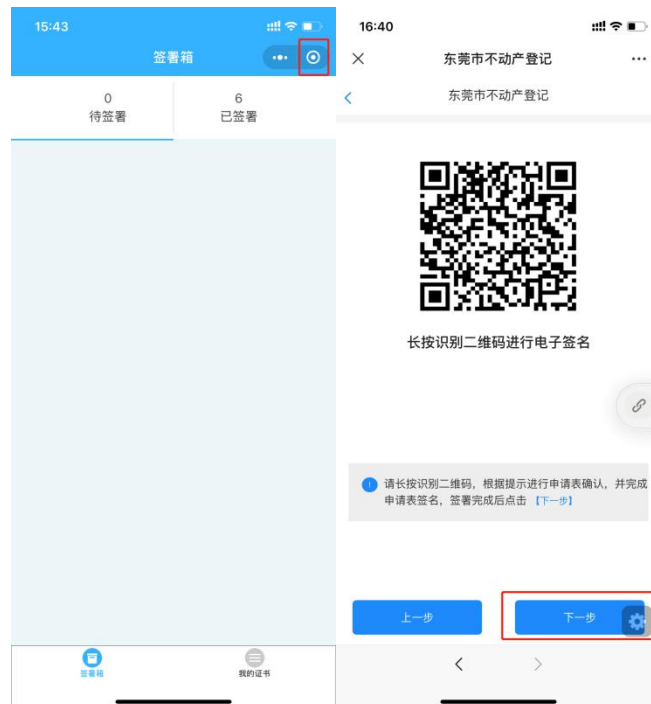 15:43
签署箱
0
待签署
6
已签署
签署箱
我的证书
16:40
东莞市不动产登记
东莞市不动产登记
长按识别二维码进行电子签名
请长按识别二维码，根据提示进行申请表确认，并完成
申请表签名，签署完成后点击 【下一步】
上一步
下一步